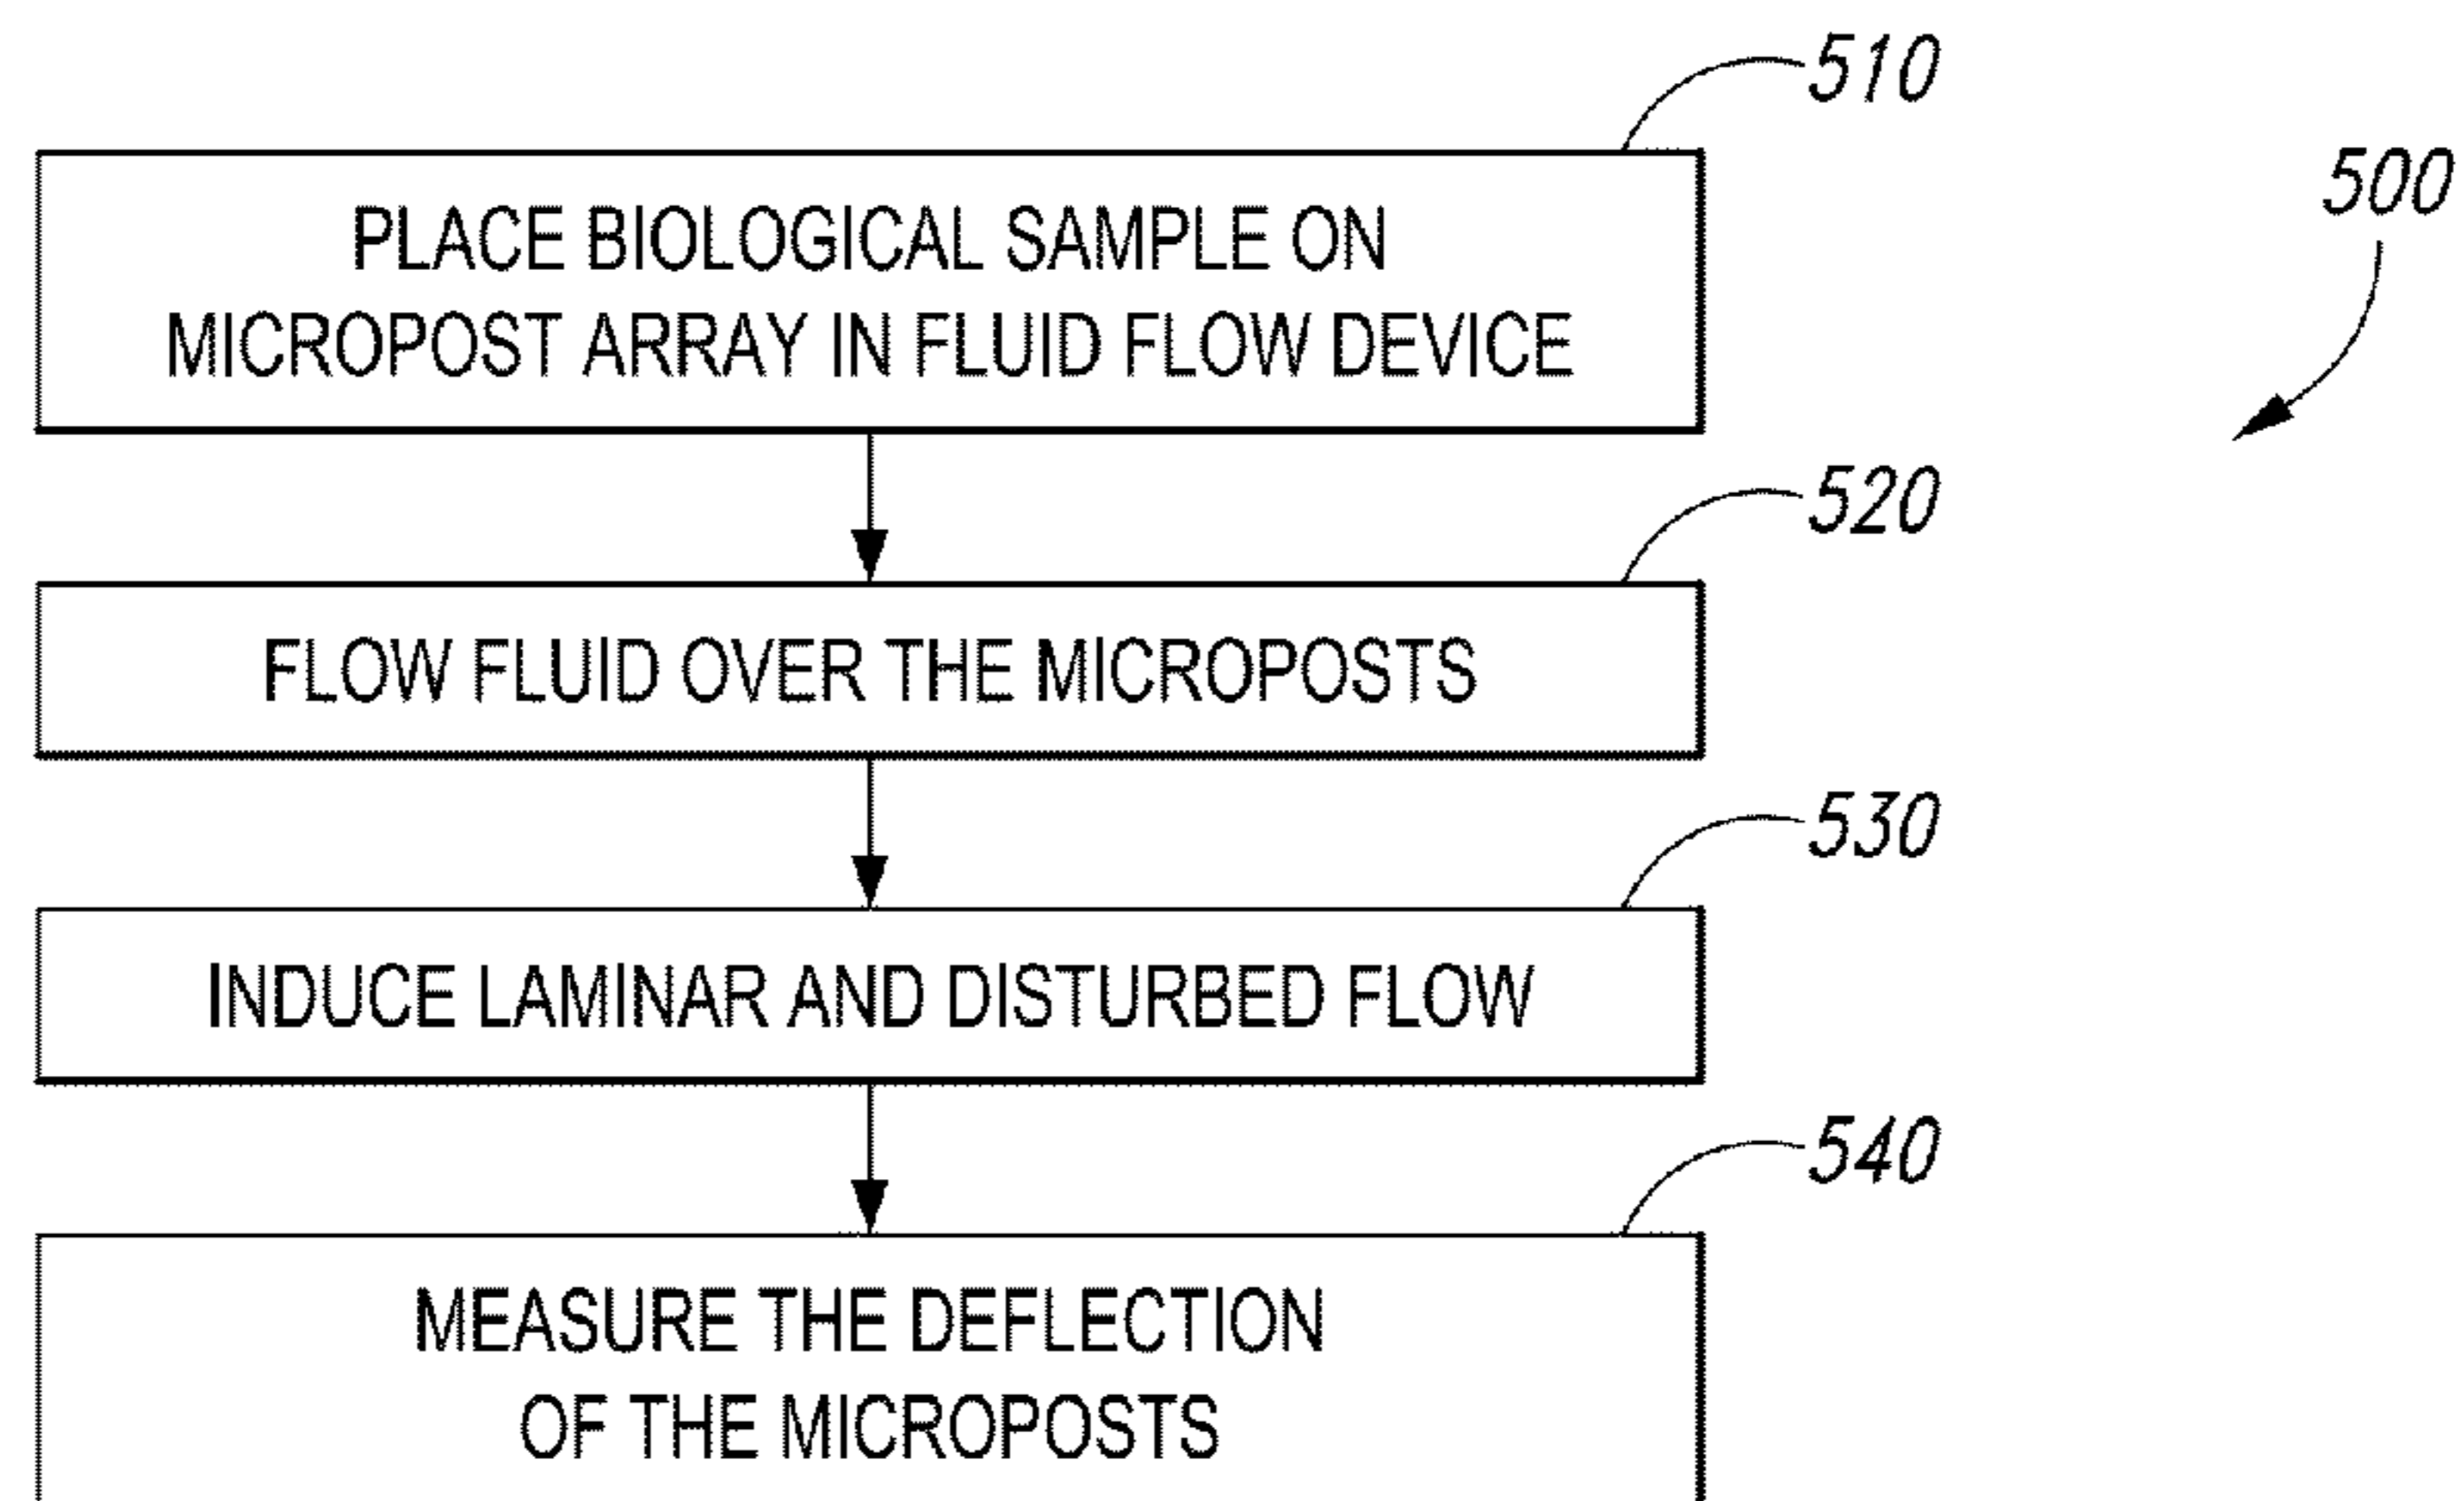 510
500
PLACE BIOLOGICAL SAMPLE ON
MICROPOST ARRAY IN FLUID FLOW DEVICE
520
FLOW FLUID OVER THE MICROPOSTS
530
INDUCE LAMINAR AND DISTURBED FLOW
540
MEASURE THE DEFLECTION
OF THE MICROPOSTS